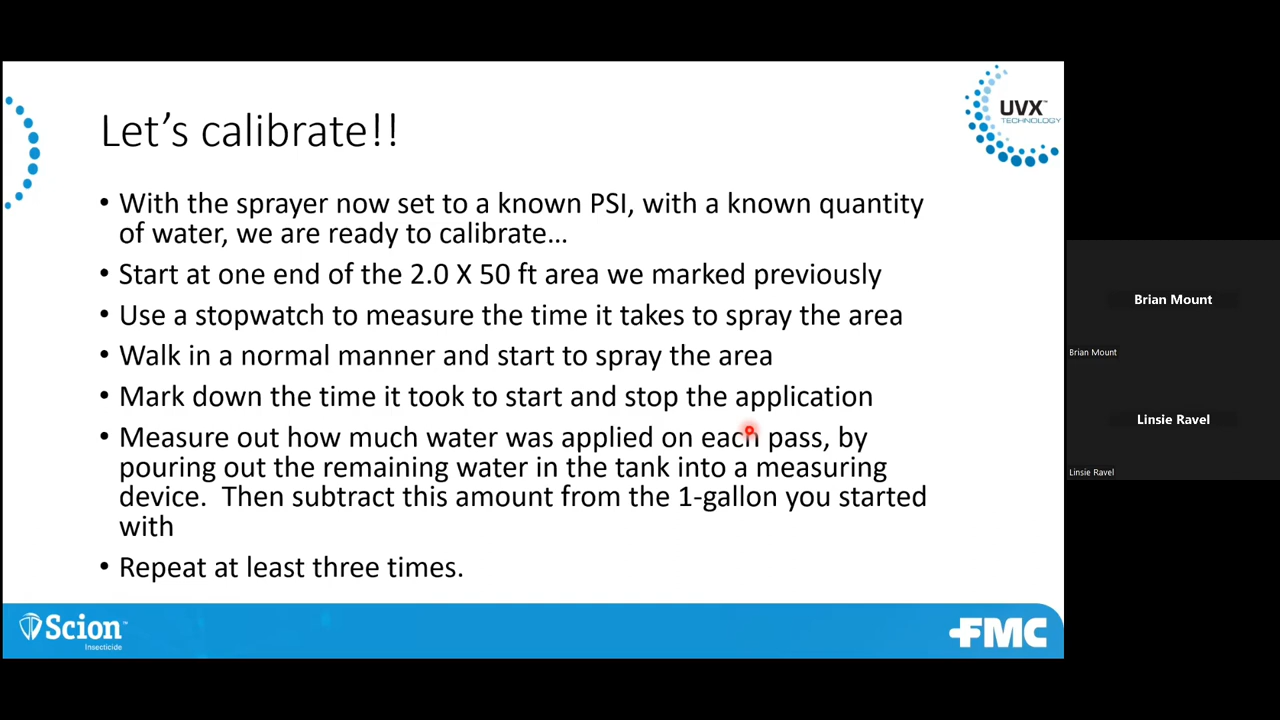 UVX™
TECHNOLOGY
Let's calibrate!!
• With the sprayer now set to a known PSI, with a known quantity
of water, we are ready to calibrate…
• Start at one end of the 2.0 X 50 ft area we marked previously
• Use a stopwatch to measure the time it takes to spray the area
• Walk in a normal manner and start to spray the area
• Mark down the time it took to start and stop the application
• Measure out how much water was applied on each pass, by
pouring out the remaining water in the tank into a measuring
device.  Then subtract this amount from the 1-gallon you started
with
• Repeat at least three times.
Scion™
Insecticide
FMC
Brian Mount
Brian Mount
Linsie Ravel
Linsie Ravel